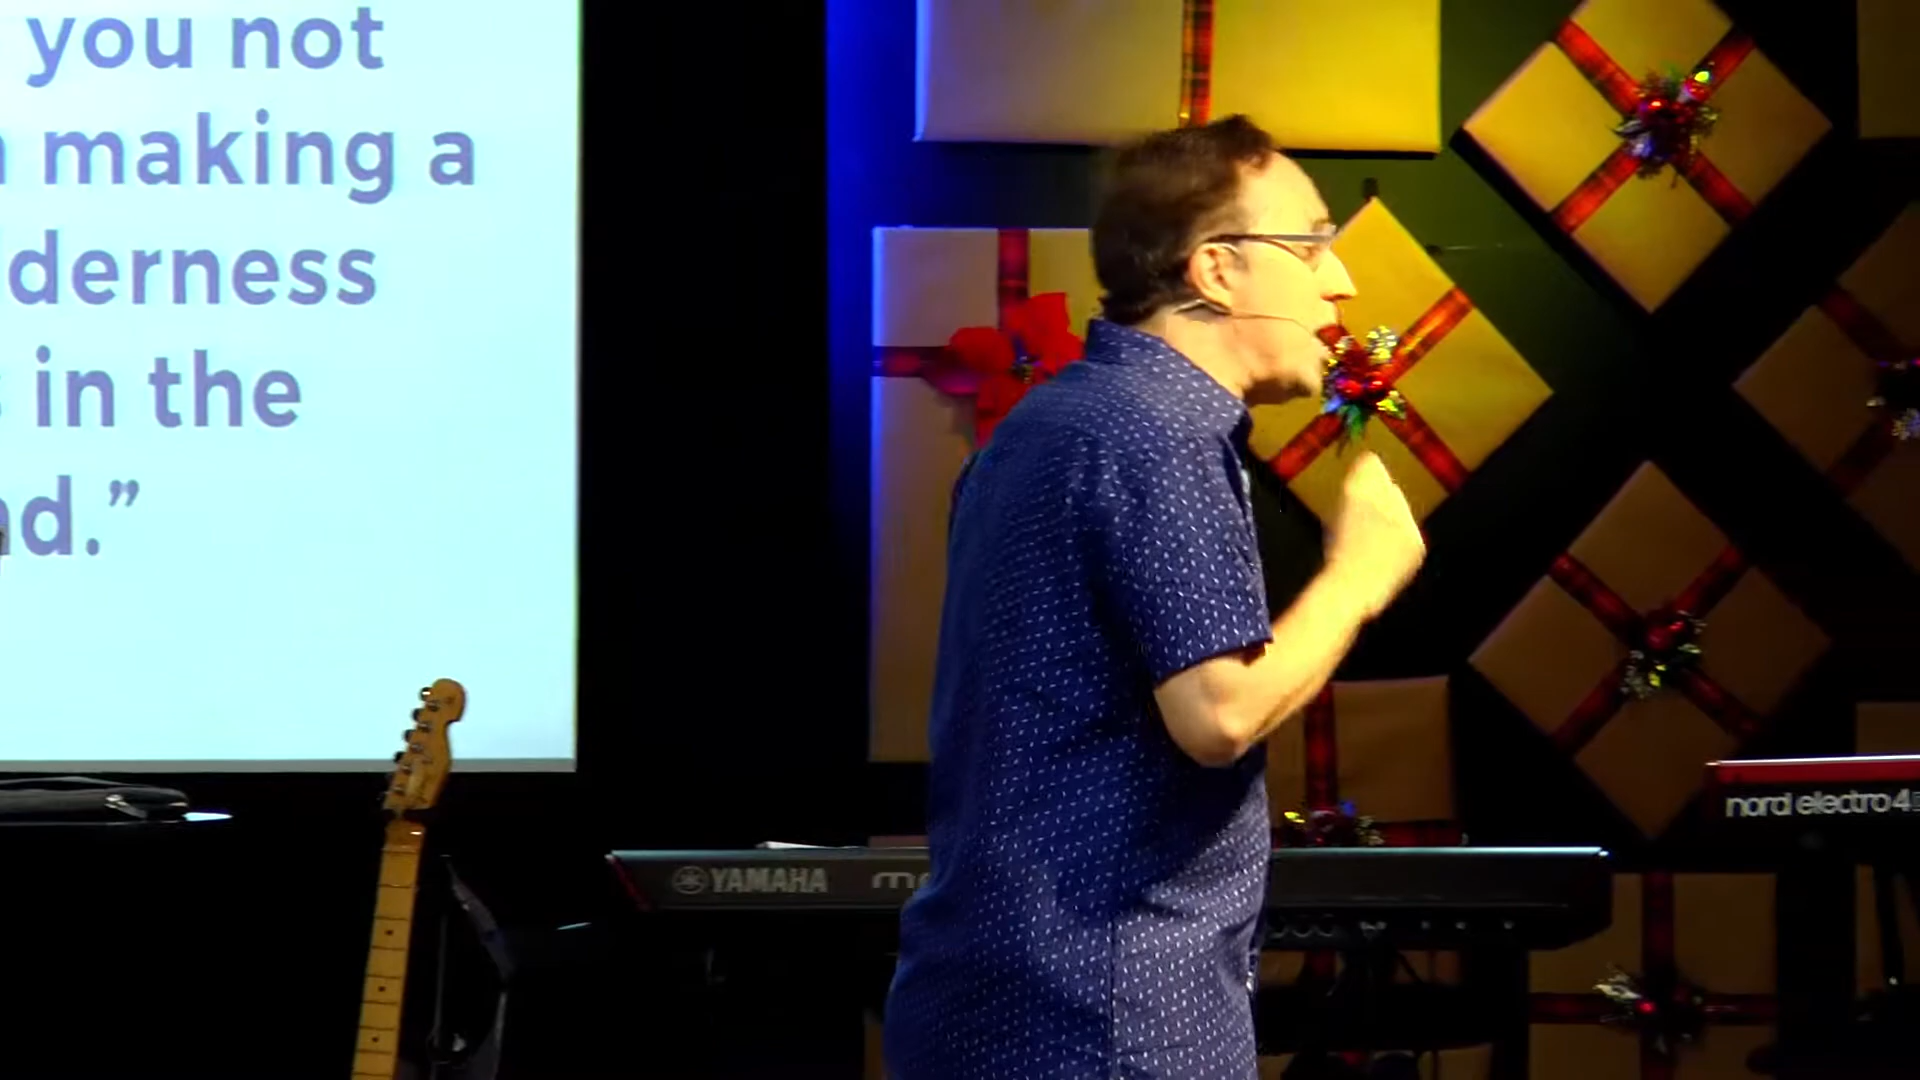 you not
making a
derness
in the
d.”
YAMAHA
nord electro 4